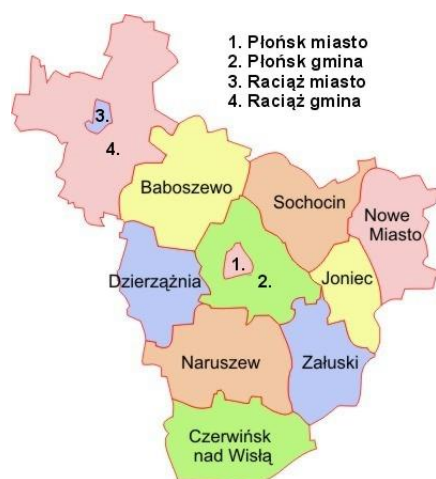 1. Płońsk miasto
2. Płońsk gmina
3. Raciąż miasto
4. Raciąż gmina
3.
4.
Baboszewo
Sochocin
Nowe
Miasto
Dzierzążnia
1.
2.
Joniec
Naruszew
Załuski
Czerwińsk
nad Wisłą